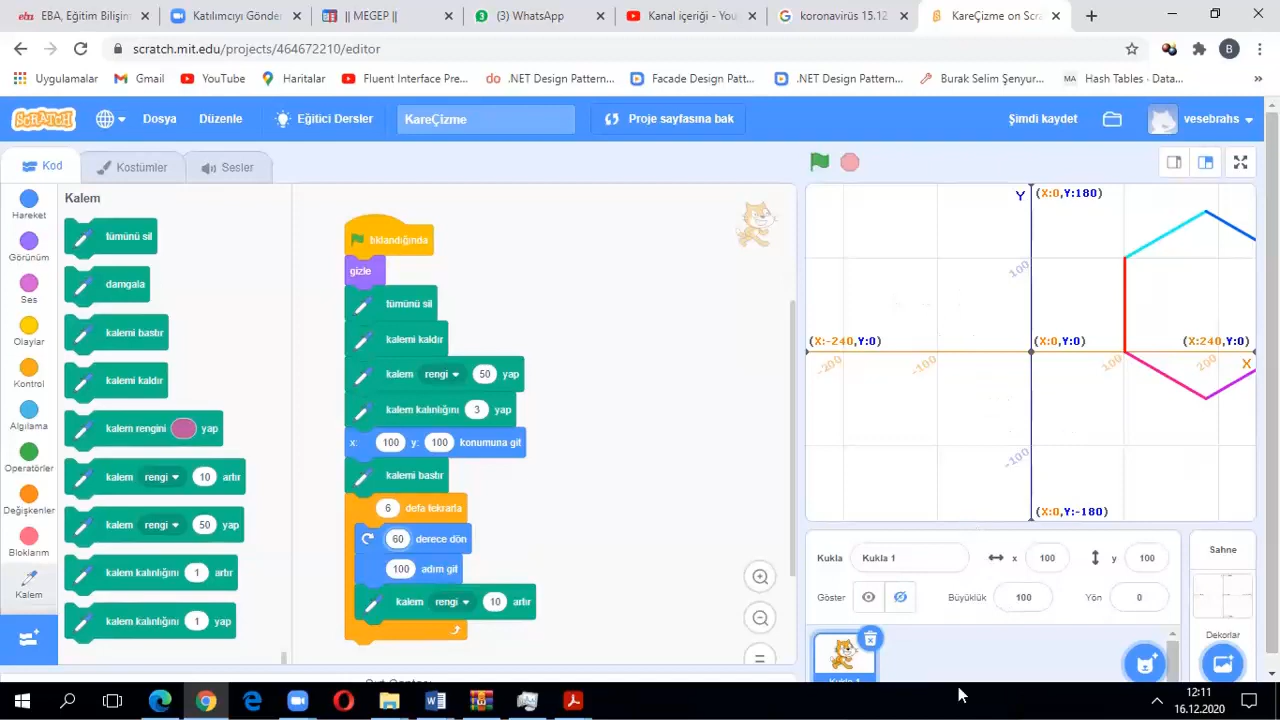 EBA, Eğitim Bilişim
Katılımcıyı Gönder
|| MEGEP ||
(3) WhatsApp
Kanal içeriği - You
koronavirüs 15.12
KareÇizme on Scra
scratch.mit.edu/projects/464672210/editor
B
Uygulamalar
Gmail
YouTube
Haritalar
Fluent Interface Pre...
.NET Design Pattern...
Facade Design Patt...
.NET Design Pattern...
Burak Selim Şenyur...
Hash Tables - Data...
SCRATCH
Dosya
Düzenle
Eğitici Dersler
KareÇizme
Proje sayfasına bak
Şimdi kaydet
vesebrahs
Kod
Kostümler
Sesler
Hareket
Görünüm
Ses
Olaylar
Kontrol
Algılama
Operatörler
Değişkenler
Bloklarım
Kalem
Kalem
tümünü sil
damgala
kalemi bastır
kalemi kaldır
kalem rengini yap
kalem rengi 10 artır
kalem rengi 50 yap
kalem kalınlığını 1 artır
kalem kalınlığını 1 yap
tıklandığında
gizle
tümünü sil
kalemi kaldır
kalem rengi 50 yap
kalem kalınlığını 3 yap
x: 100 y: 100 konumuna git
kalemi bastır
6 defa tekrarla
60 derece dön
100 adım git
kalem rengi 10 artır
Y (X:0,Y:180)
100
(X:-240,Y:0) (X:0,Y:0) (X:240,Y:0)
-200 -100 100 200 X
-100
(X:0,Y:-180)
Kukla Kukla 1 x 100 y 100
Göster Büyüklük 100 Yön 0
Kukla 1
Sahne
Dekorlar
12:11
16.12.2020